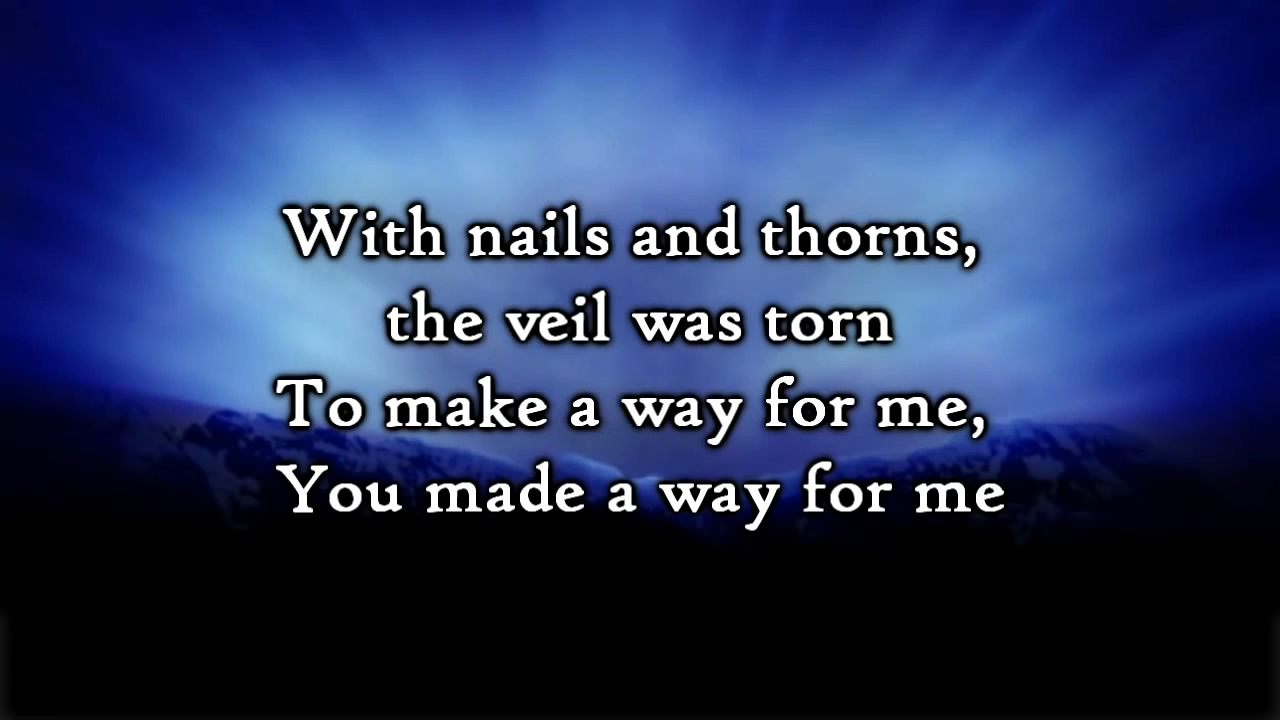 With nails and thorns,
the veil was torn
To make a way for me,
You made a way for me